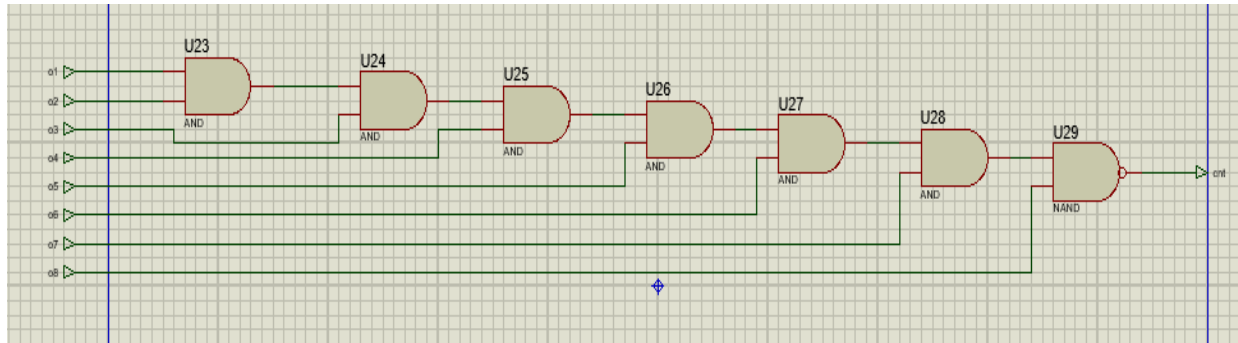 U23
U24
U25
U26
U27
U28
U29
o1
o2
o3
o4
o5
o6
o7
o8
AND
AND
AND
AND
AND
AND
NAND
cnt